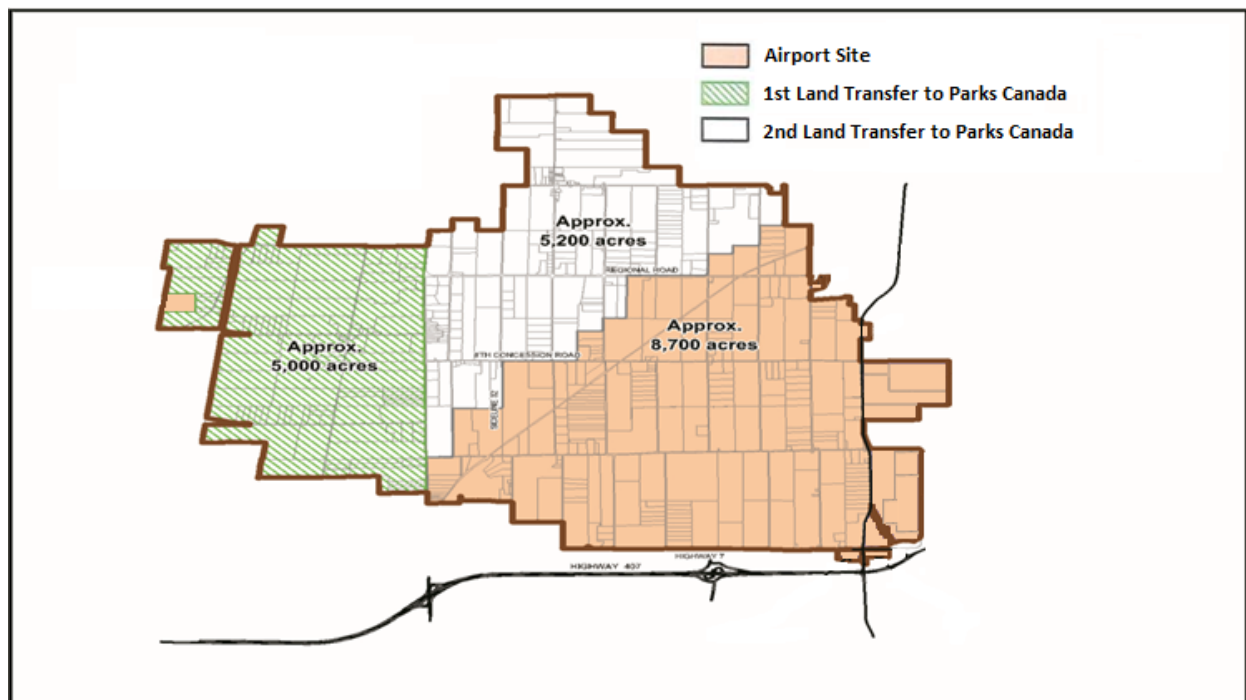 Airport Site
1st Land Transfer to Parks Canada
2nd Land Transfer to Parks Canada
Approx.
5,200 acres
REGIONAL ROAD
Approx.
8,700 acres
Approx.
5,000 acres
8TH CONCESSION ROAD
SIDELINE 32
HIGHWAY 7
HIGHWAY 407